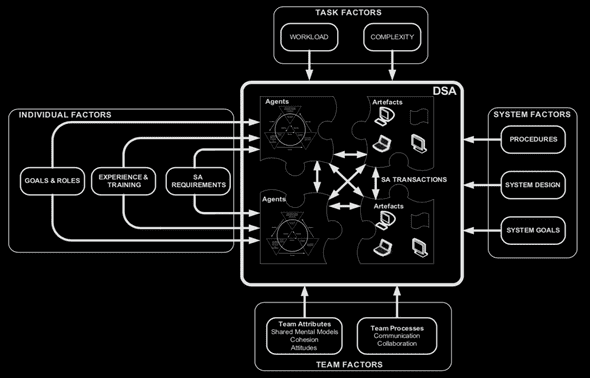 TASK FACTORS
WORKLOAD
COMPLEXITY
DSA
INDIVIDUAL FACTORS
GOALS & ROLES
EXPERIENCE &
TRAINING
SA
REQUIREMENTS
Agents
Artefacts
SA TRANSACTIONS
Agents
Artefacts
SYSTEM FACTORS
PROCEDURES
SYSTEM DESIGN
SYSTEM GOALS
Team Attributes
Shared Mental Models
Cohesion
Attitudes
Team Processes
Communication
Collaboration
TEAM FACTORS